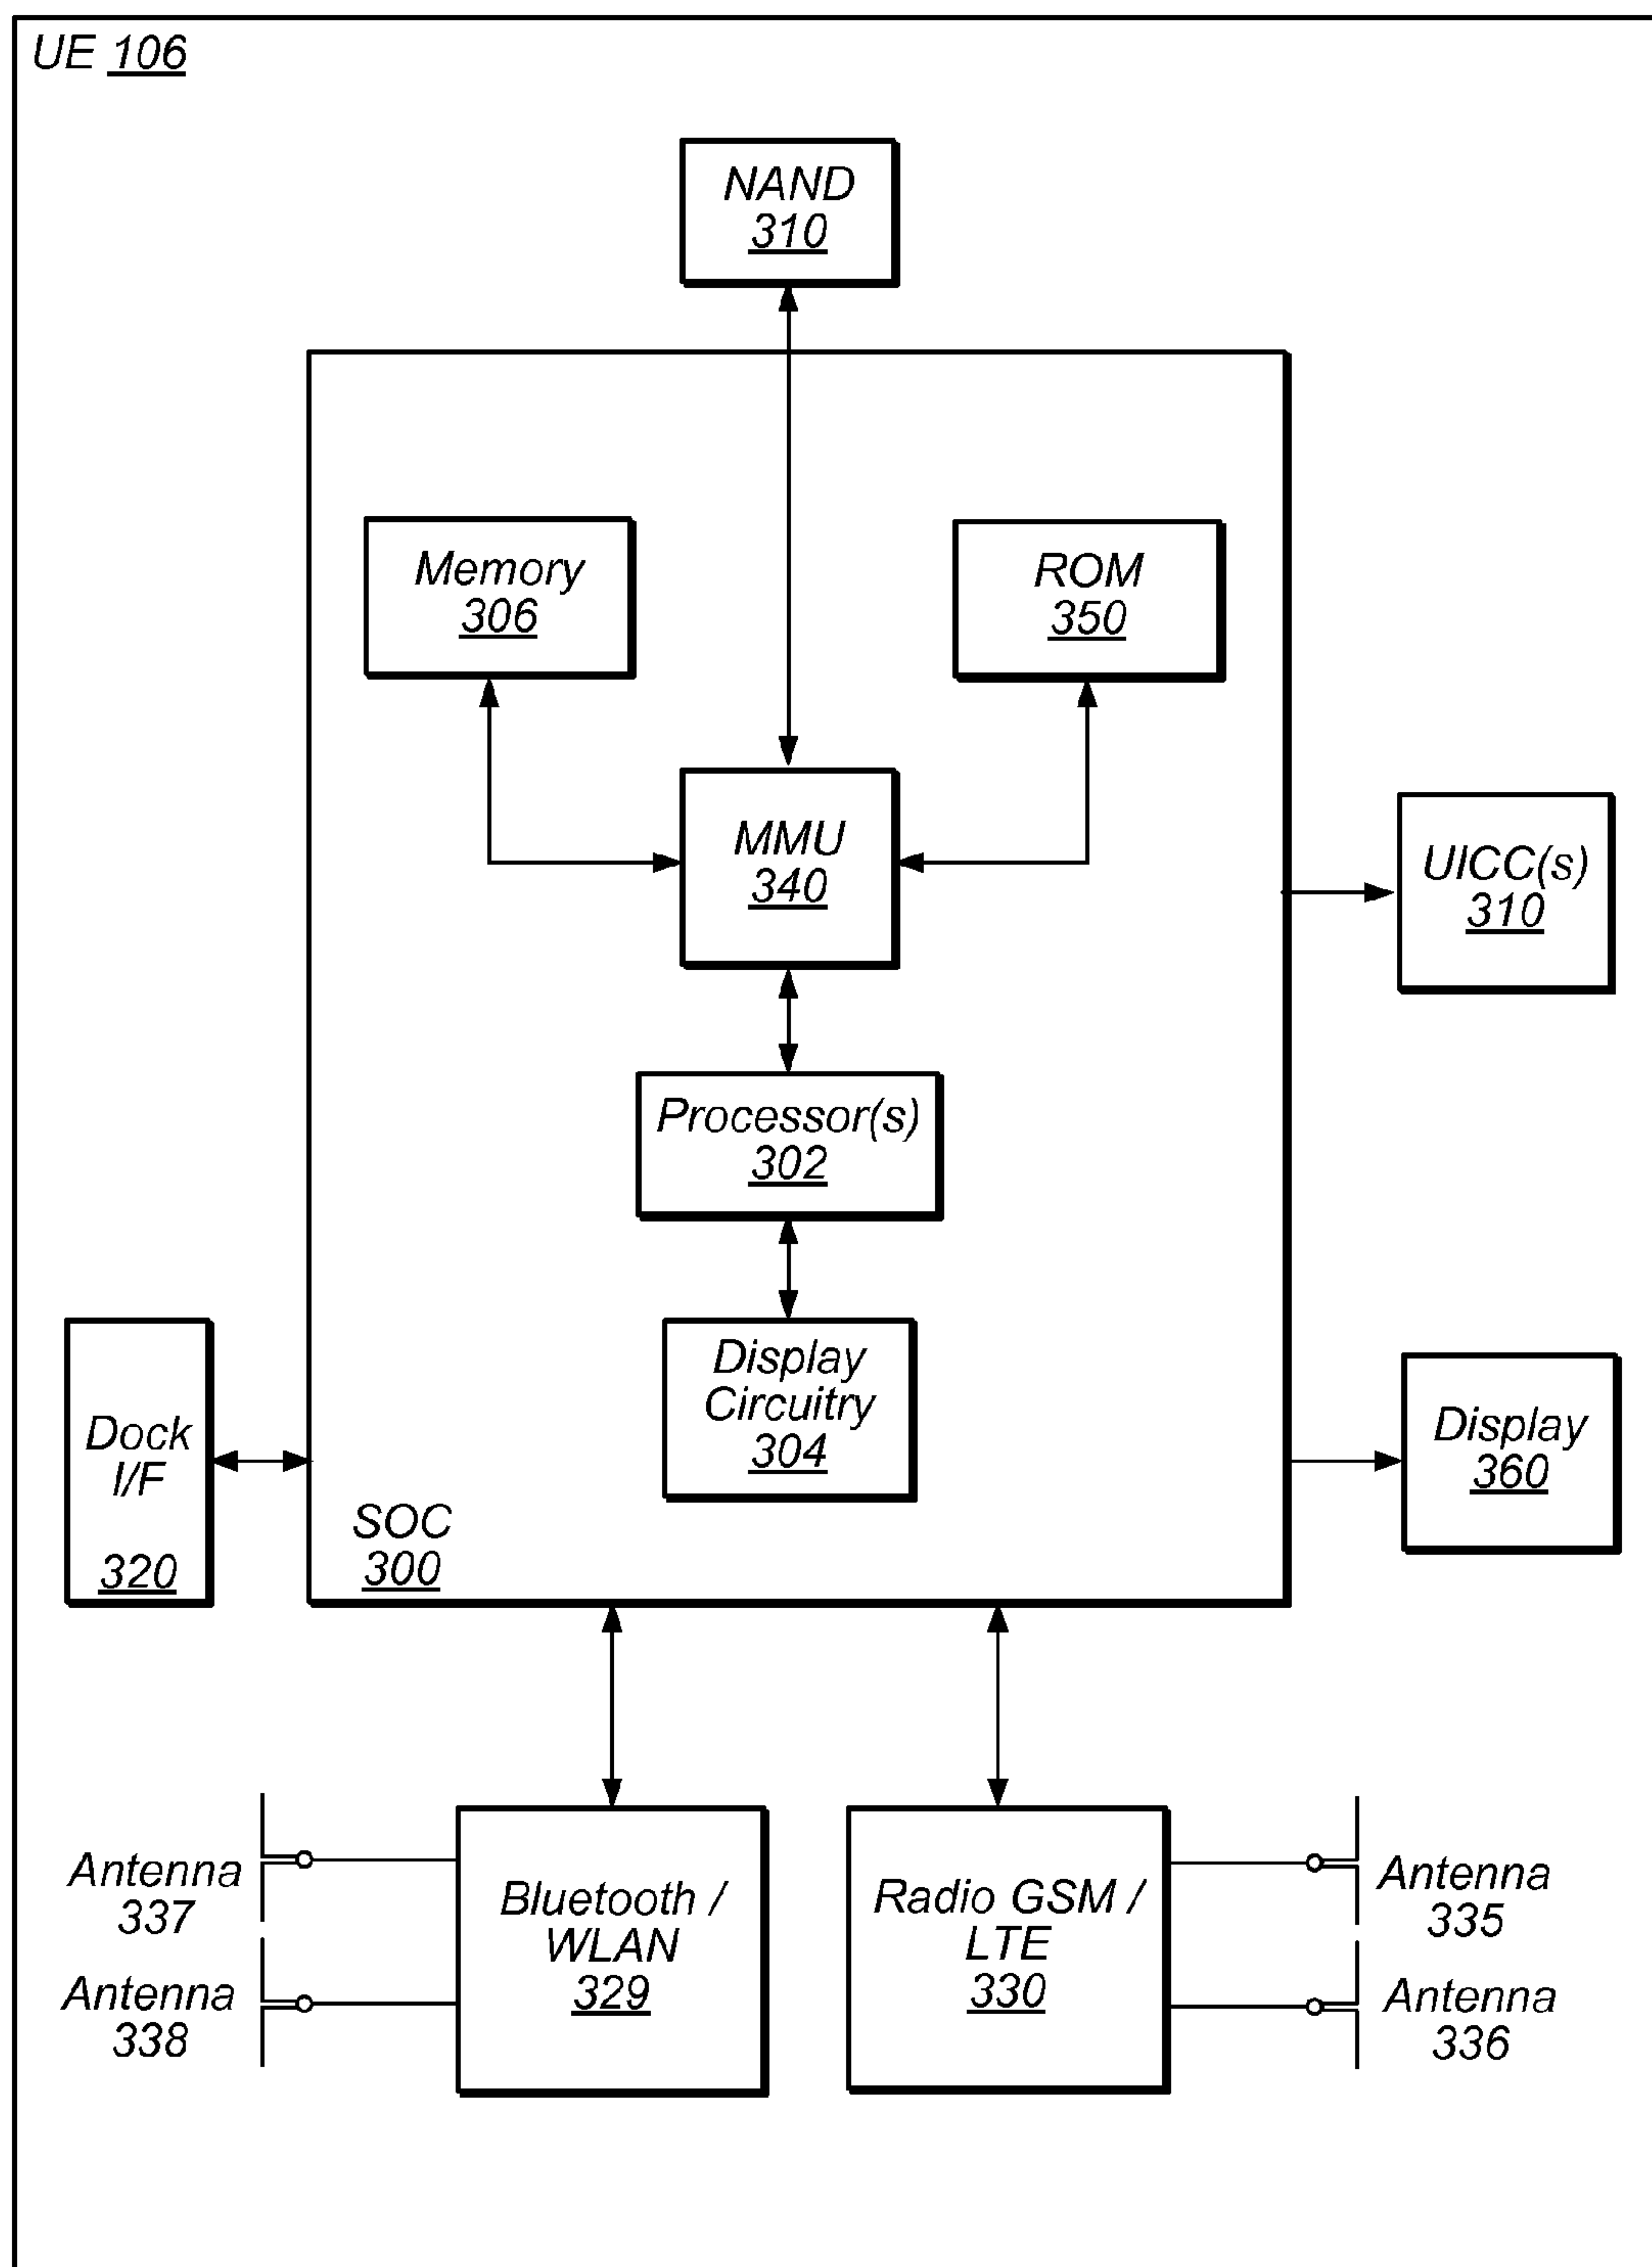 UE 106
NAND
310
Memory
306
ROM
350
MMU
340
UICC(s)
310
Processor(s)
302
Display
Circuitry
304
Dock
I/F
320
Display
360
SOC
300
Antenna
337
Antenna
338
Bluetooth /
WLAN
329
Radio GSM /
LTE
330
Antenna
335
Antenna
336